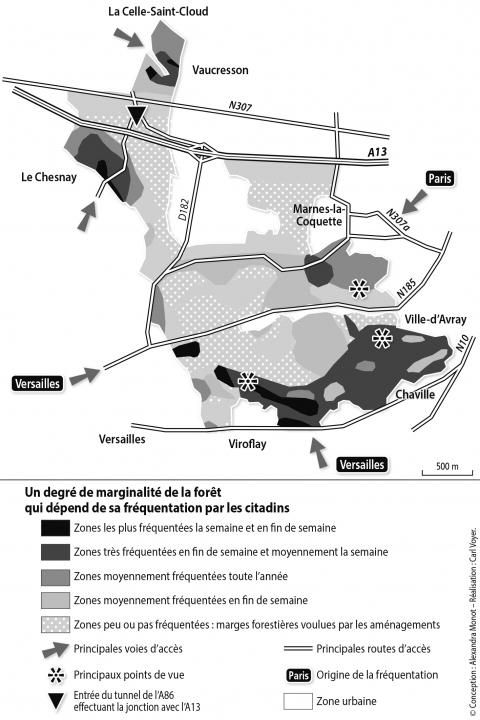 La Celle-Saint-Cloud
Vaucresson
N307
A13
Le Chesnay
Paris
D182
Marnes-la-
Coquette
N307a
N185
Ville-d’Avray
N10
Versailles
Chaville
Versailles
Viroflay
Versailles
500 m
Un degré de marginalité de la forêt
qui dépend de sa fréquentation par les citadins
Zones les plus fréquentées la semaine et en fin de semaine
Zones très fréquentées en fin de semaine et moyennement la semaine
Zones moyennement fréquentées toute l’année
Zones moyennement fréquentées en fin de semaine
Zones peu ou pas fréquentées : marges forestières voulues par les aménagements
Principales voies d’accès
Principales routes d’accès
Principaux points de vue
Paris
Origine de la fréquentation
Entrée du tunnel de l’A86
effectuant la jonction avec l’A13
Zone urbaine
© Conception : Alexandra Monot – Réalisation : Carl Voyer.